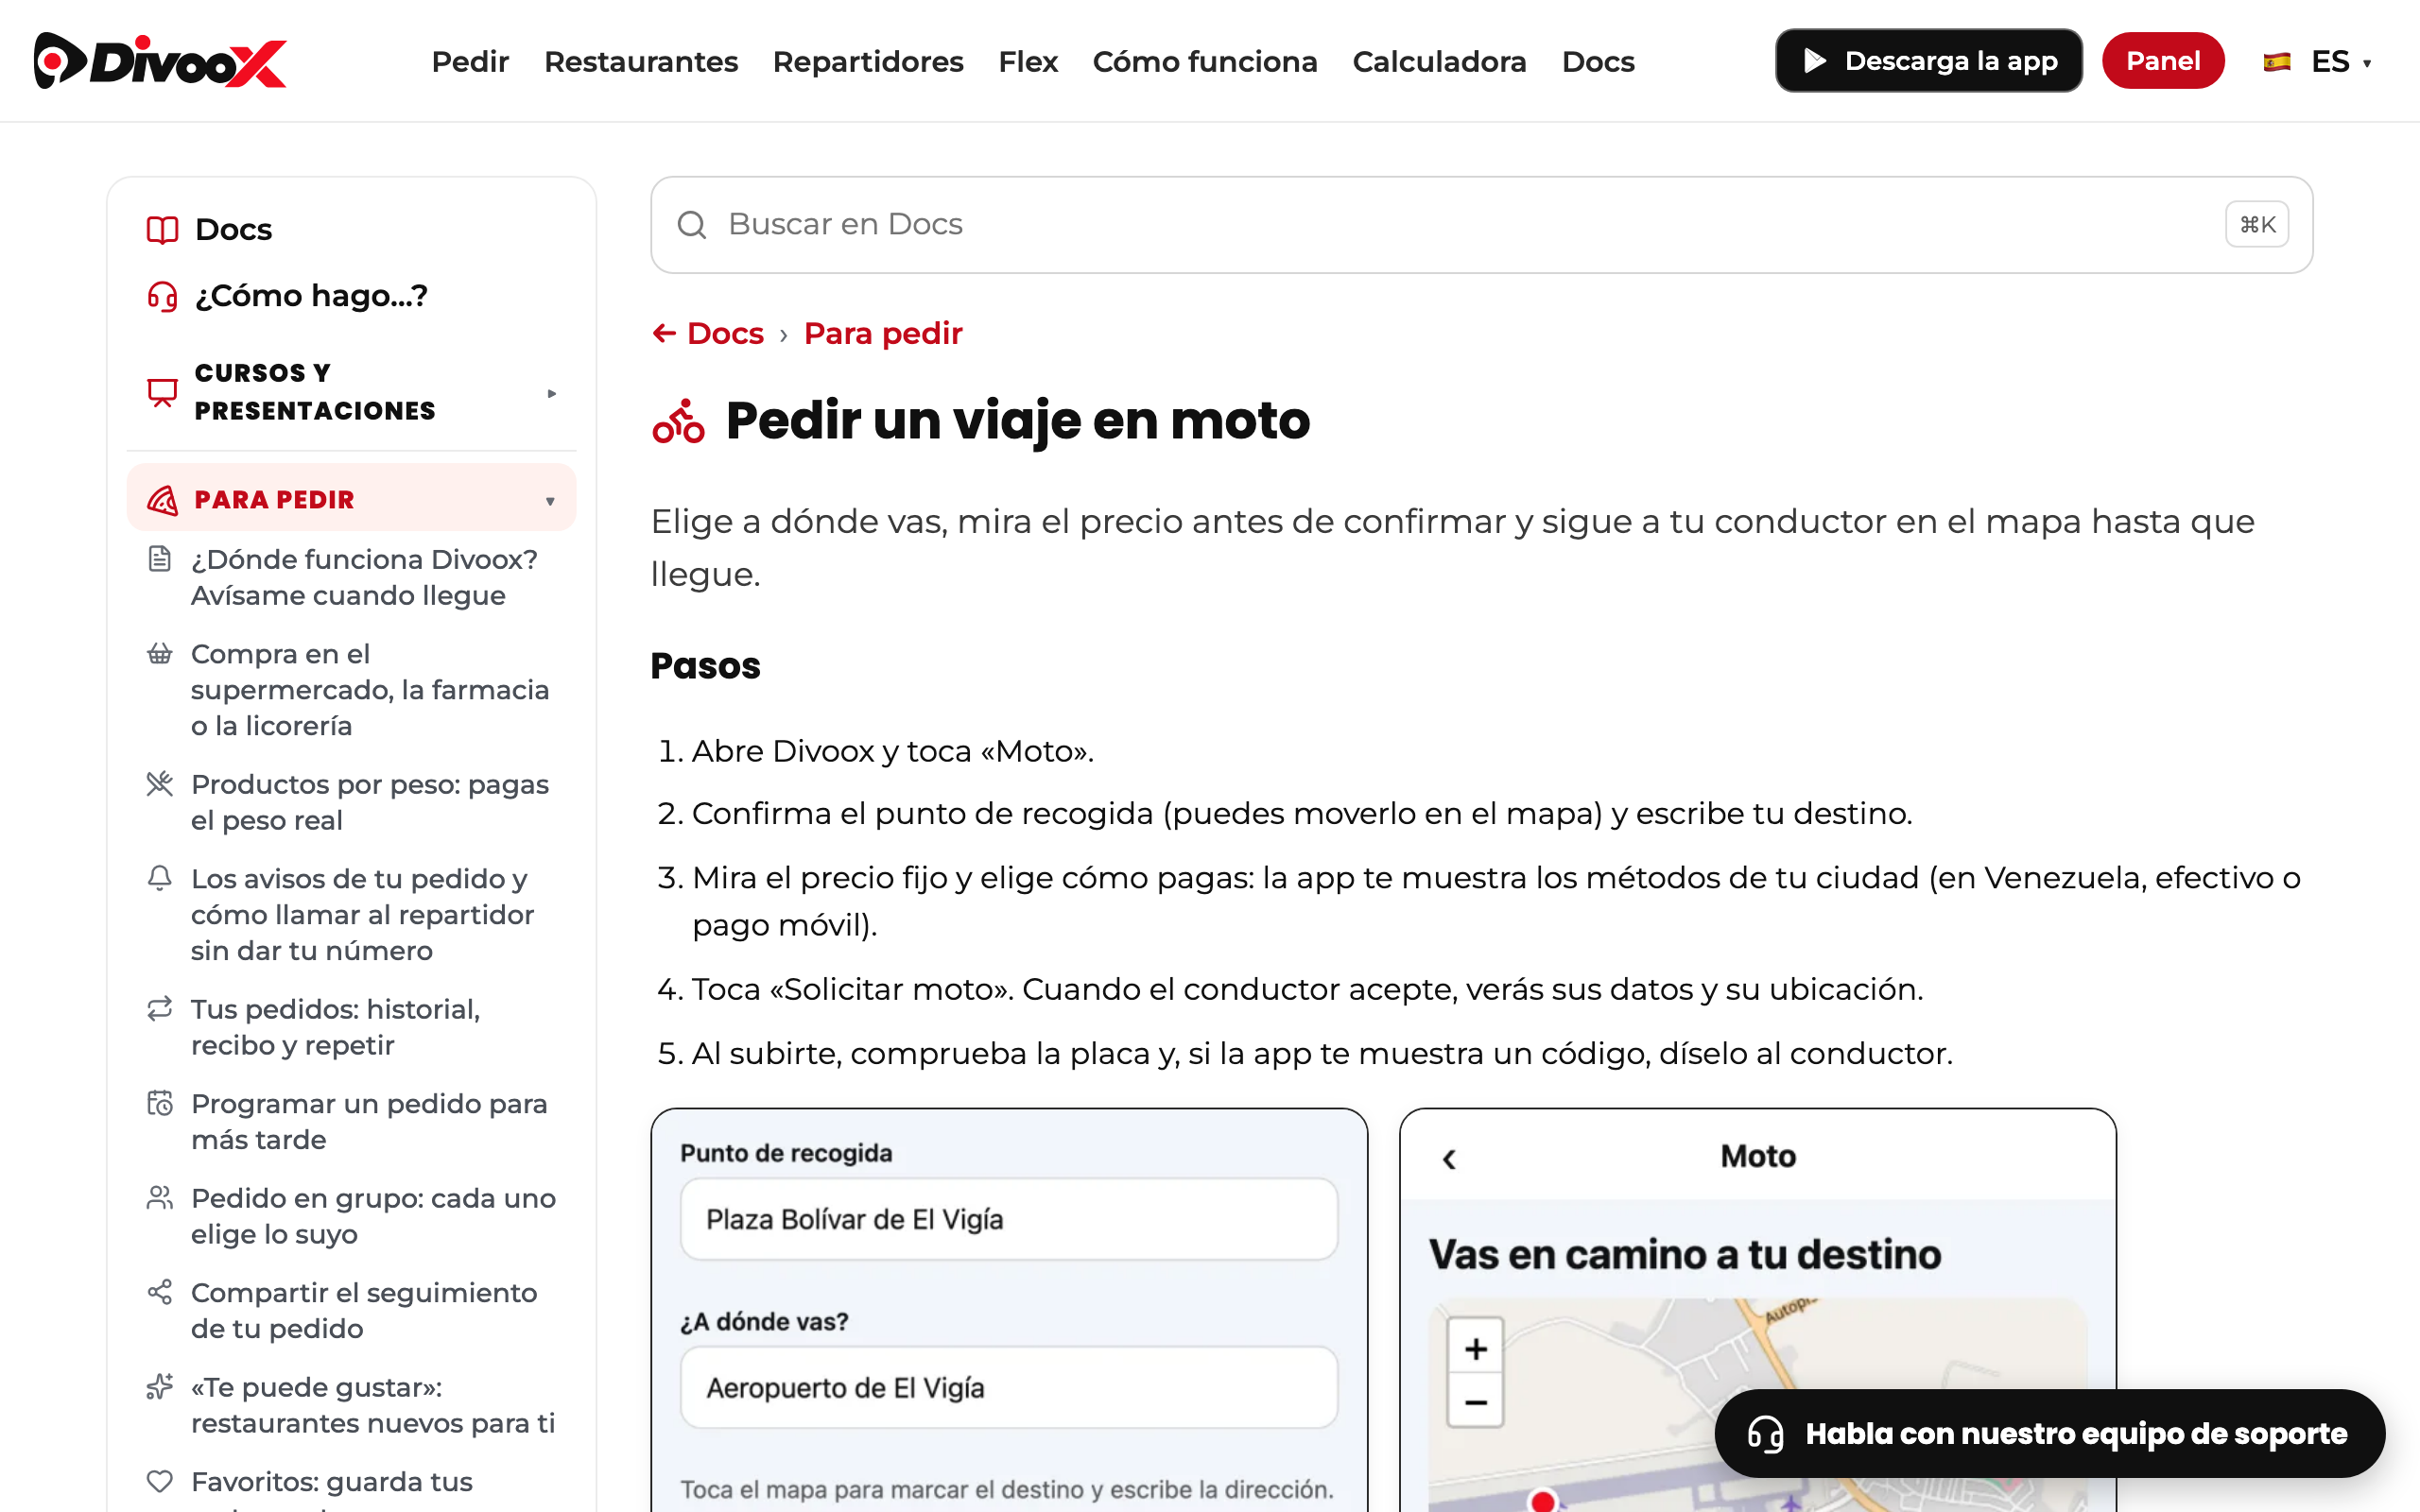 DivooX
Pedir
Restaurantes
Repartidores
Flex
Cómo funciona
Calculadora
Docs
Descarga la app
Panel
ES
Docs
¿Cómo hago...?
CURSOS Y
PRESENTACIONES
PARA PEDIR
¿Dónde funciona Divoox?
Avísame cuando llegue
Compra en el
supermercado, la farmacia
o la licorería
Productos por peso: pagas
el peso real
Los avisos de tu pedido y
cómo llamar al repartidor
sin dar tu número
Tus pedidos: historial,
recibo y repetir
Programar un pedido para
más tarde
Pedido en grupo: cada uno
elige lo suyo
Compartir el seguimiento
de tu pedido
«Te puede gustar»:
restaurantes nuevos para ti
Favoritos: guarda tus
Buscar en Docs
⌘K
← Docs › Para pedir
Pedir un viaje en moto
Elige a dónde vas, mira el precio antes de confirmar y sigue a tu conductor en el mapa hasta que
llegue.
Pasos
1. Abre Divoox y toca «Moto».
2. Confirma el punto de recogida (puedes moverlo en el mapa) y escribe tu destino.
3. Mira el precio fijo y elige cómo pagas: la app te muestra los métodos de tu ciudad (en Venezuela, efectivo o
pago móvil).
4. Toca «Solicitar moto». Cuando el conductor acepte, verás sus datos y su ubicación.
5. Al subirte, comprueba la placa y, si la app te muestra un código, díselo al conductor.
Punto de recogida
Plaza Bolívar de El Vigía
¿A dónde vas?
Aeropuerto de El Vigía
Toca el mapa para marcar el destino y escribe la dirección.
Moto
Vas en camino a tu destino
+
−
Habla con nuestro equipo de soporte